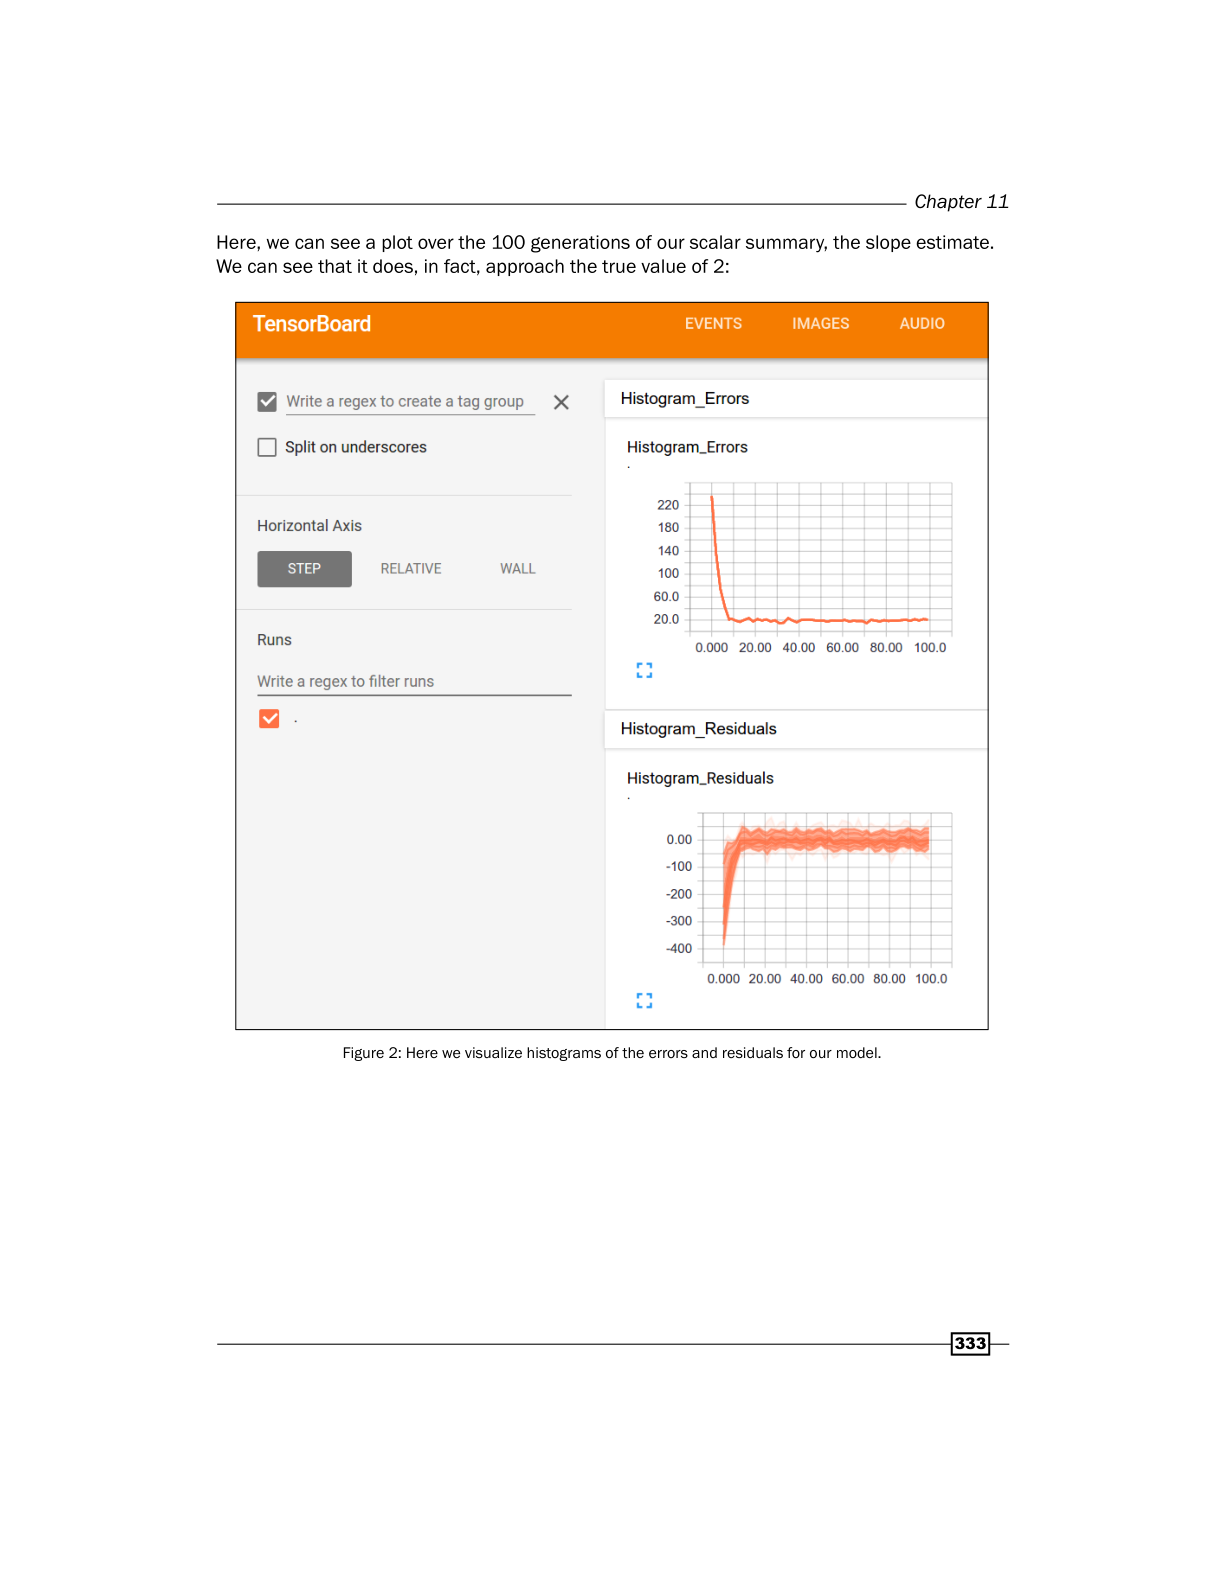 Chapter 11
Here, we can see a plot over the 100 generations of our scalar summary, the slope estimate.
We can see that it does, in fact, approach the true value of 2:
TensorBoard EVENTS IMAGES AUDIO
Write a regex to create a tag group
Split on underscores
Horizontal Axis
STEP RELATIVE WALL
Runs
Write a regex to filter runs
.
Histogram_Errors
Histogram_Errors
.
220
180
140
100
60.0
20.0
0.000 20.00 40.00 60.00 80.00 100.0
Histogram_Residuals
Histogram_Residuals
.
0.00
-100
-200
-300
-400
0.000 20.00 40.00 60.00 80.00 100.0
Figure 2: Here we visualize histograms of the errors and residuals for our model.
333